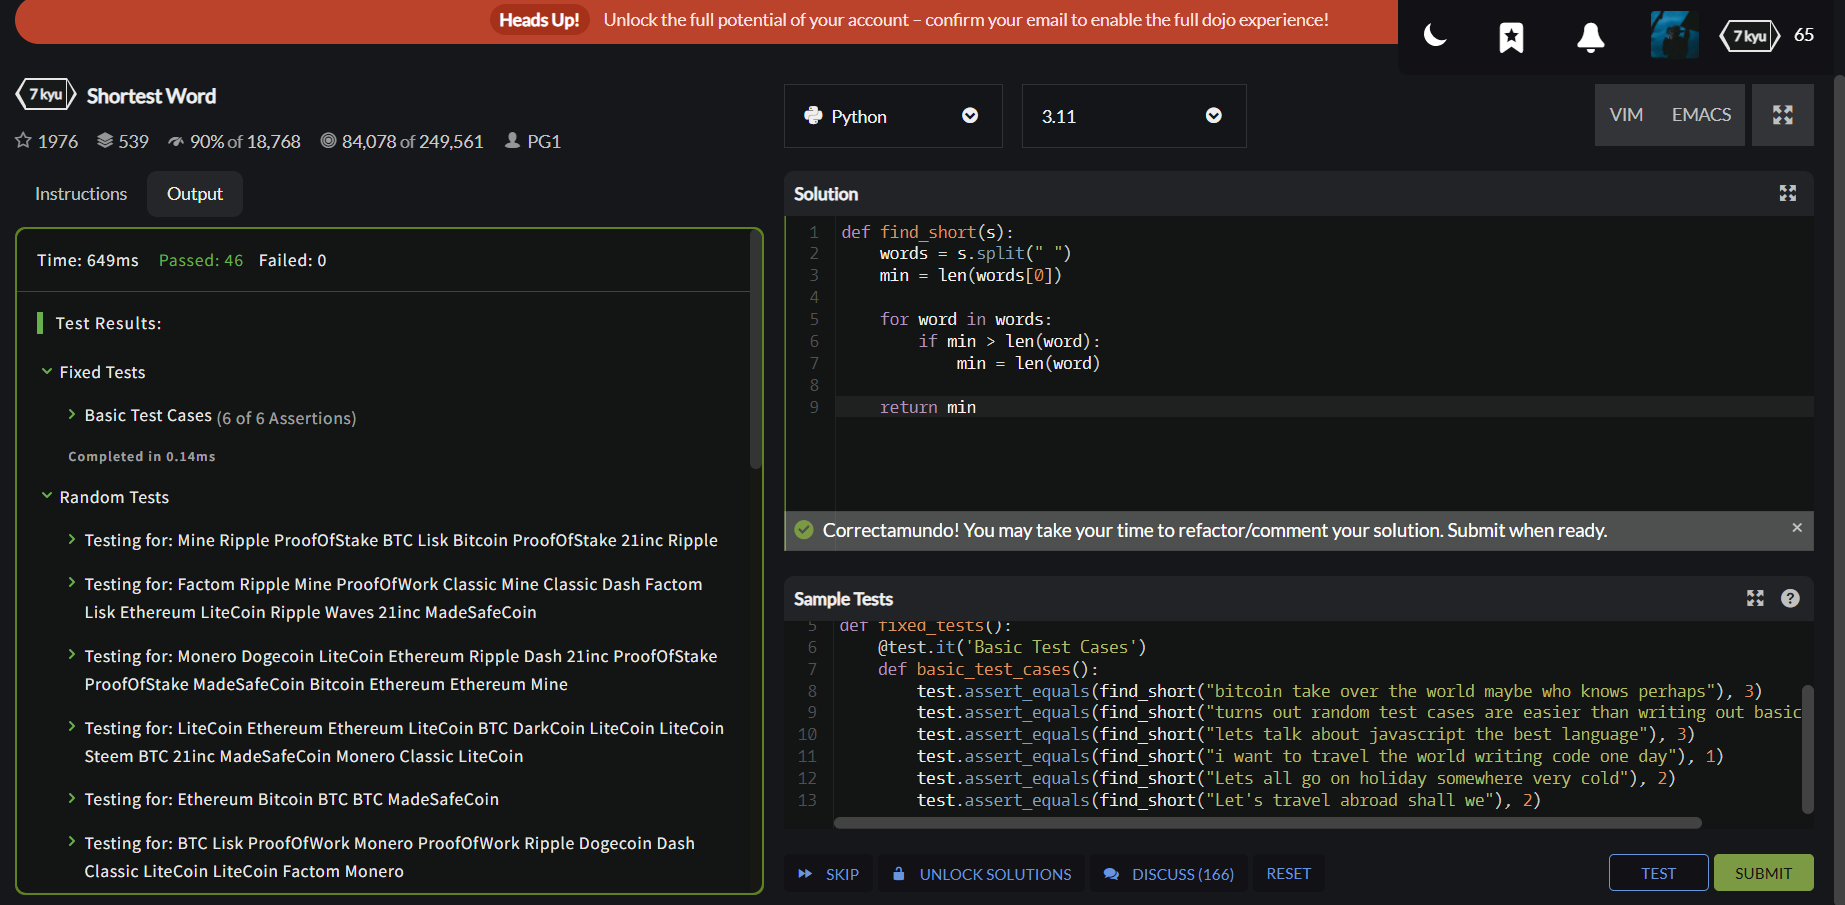 Heads Up! Unlock the full potential of your account – confirm your email to enable the full dojo experience!
7 kyu 65
7 kyu Shortest Word
1976 539 90% of 18,768 84,078 of 249,561 PG1
Instructions Output
Time: 649ms Passed: 46 Failed: 0
Test Results:
Fixed Tests
Basic Test Cases (6 of 6 Assertions)
Completed in 0.14ms
Random Tests
Testing for: Mine Ripple ProofOfStake BTC Lisk Bitcoin ProofOfStake 21inc Ripple
Testing for: Factom Ripple Mine ProofOfWork Classic Mine Classic Dash Factom
Lisk Ethereum LiteCoin Ripple Waves 21inc MadeSafeCoin
Testing for: Monero Dogecoin LiteCoin Ethereum Ripple Dash 21inc ProofOfStake
ProofOfStake MadeSafeCoin Bitcoin Ethereum Ethereum Mine
Testing for: LiteCoin Ethereum Ethereum LiteCoin BTC DarkCoin LiteCoin LiteCoin
Steem BTC 21inc MadeSafeCoin Monero Classic LiteCoin
Testing for: Ethereum Bitcoin BTC BTC MadeSafeCoin
Testing for: BTC Lisk ProofOfWork Monero ProofOfWork Ripple Dogecoin Dash
Classic LiteCoin LiteCoin Factom Monero
Python 3.11 VIM EMACS
Solution
1 def find_short(s):
2     words = s.split(" ")
3     min = len(words[0])
4
5     for word in words:
6         if min > len(word):
7             min = len(word)
8
9     return min
Correctamundo! You may take your time to refactor/comment your solution. Submit when ready. ×
Sample Tests ?
5 def fixed_tests():
6     @test.it('Basic Test Cases')
7     def basic_test_cases():
8         test.assert_equals(find_short("bitcoin take over the world maybe who knows perhaps"), 3)
9         test.assert_equals(find_short("turns out random test cases are easier than writing out basic
10         test.assert_equals(find_short("lets talk about javascript the best language"), 3)
11         test.assert_equals(find_short("i want to travel the world writing code one day"), 1)
12         test.assert_equals(find_short("Lets all go on holiday somewhere very cold"), 2)
13         test.assert_equals(find_short("Let's travel abroad shall we"), 2)
SKIP UNLOCK SOLUTIONS DISCUSS (166) RESET TEST SUBMIT